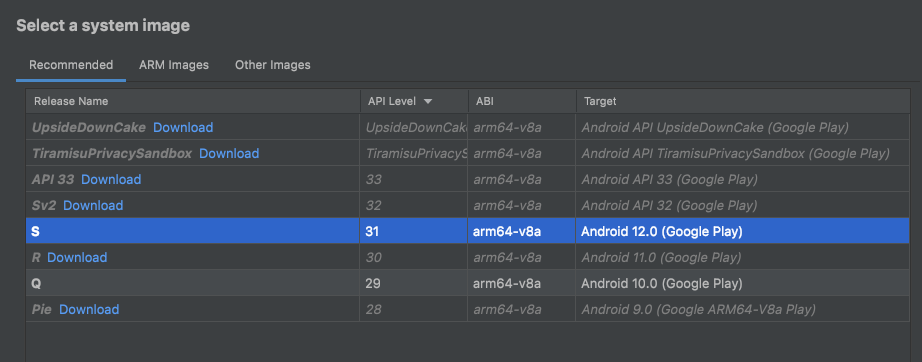 Select a system image
Recommended ARM Images Other Images
Release Name API Level ABI Target
UpsideDownCake Download UpsideDownCak arm64-v8a Android API UpsideDownCake (Google Play)
TiramisuPrivacySandbox Download TiramisuPrivacyS arm64-v8a Android API TiramisuPrivacySandbox (Google Play)
API 33 Download 33 arm64-v8a Android API 33 (Google Play)
Sv2 Download 32 arm64-v8a Android API 32 (Google Play)
S 31 arm64-v8a Android 12.0 (Google Play)
R Download 30 arm64-v8a Android 11.0 (Google Play)
Q 29 arm64-v8a Android 10.0 (Google Play)
Pie Download 28 arm64-v8a Android 9.0 (Google ARM64-V8a Play)